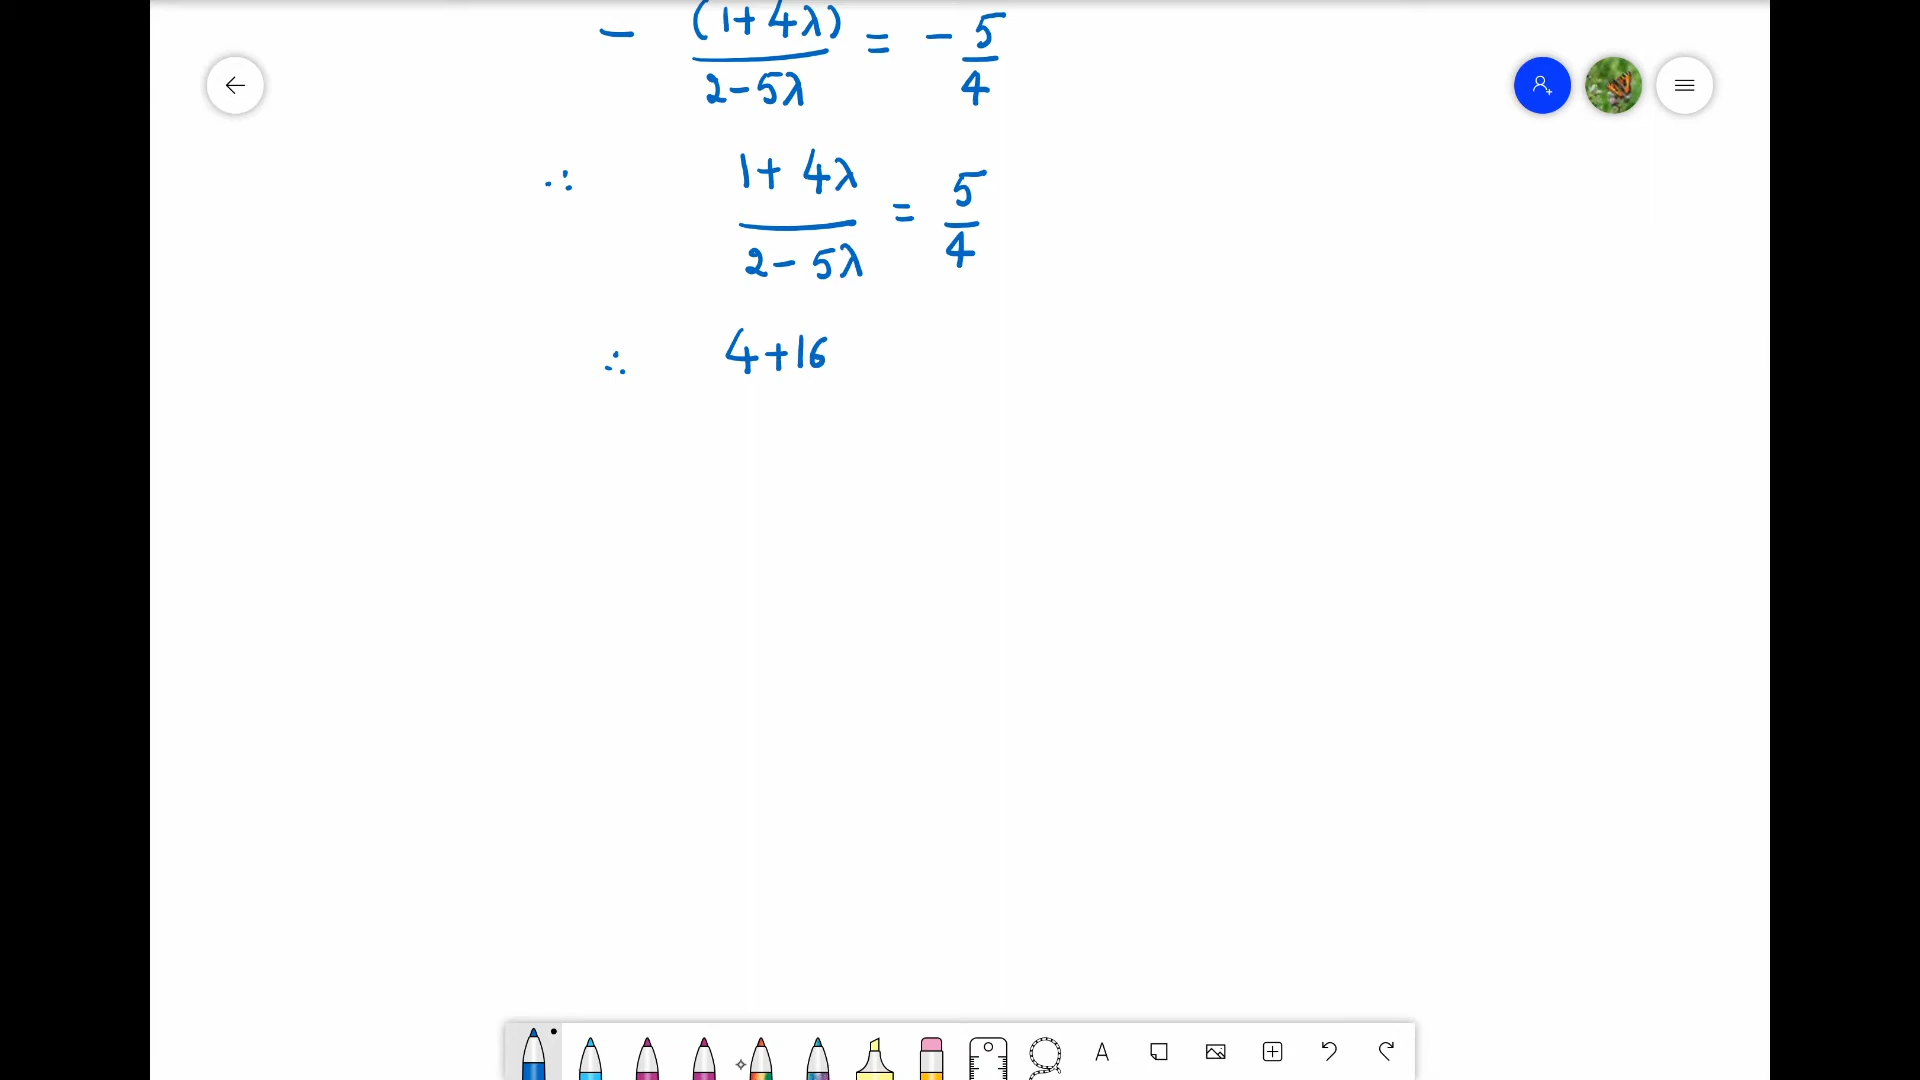 - (1+4λ)/(2-5λ) = -5/4
∴ (1+4λ)/(2-5λ) = 5/4
∴ 4+16
A